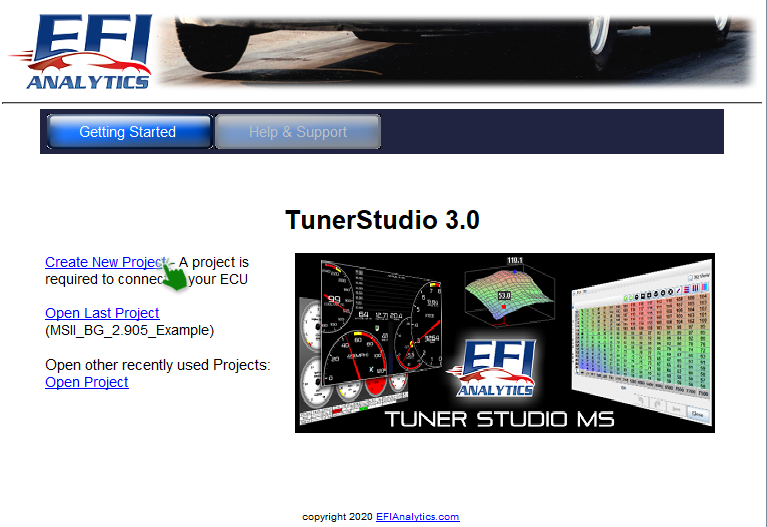 EFI
ANALYTICS
Getting Started
Help & Support
TunerStudio 3.0
Create New Project - A project is
required to connect your ECU
Open Last Project
(MSII_BG_2.905_Example)
Open other recently used Projects:
Open Project
110.1
53.0
EFI
ANALYTICS
TUNER STUDIO MS
Close
copyright 2020 EFIAnalytics.com